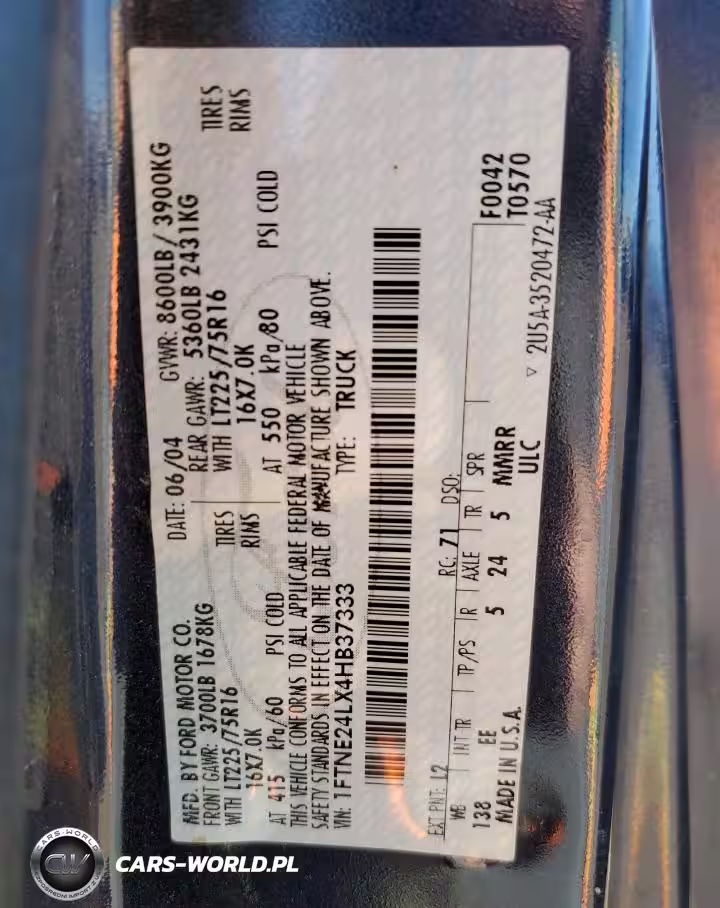 MFD. BY FORD MOTOR CO.
DATE: 06/04 GVWR: 8600LB / 3900KG
FRONT GAWR: 3700LB 1678KG REAR GAWR: 5360LB 2431KG
WITH LT225/75R16 TIRES WITH LT225/75R16 TIRES
16X7.0K RIMS 16X7.0K RIMS
AT 415 kPa/60 PSI COLD AT 550 kPa/80 PSI COLD
THIS VEHICLE CONFORMS TO ALL APPLICABLE FEDERAL MOTOR VEHICLE
SAFETY STANDARDS IN EFFECT ON THE DATE OF MANUFACTURE SHOWN ABOVE.
VIN: 1FTNE24LX4HB37333 TYPE: TRUCK
F0042
T0570
EXT PNT: L2 RC: 71 DSO:
WB INT TR TP/PS R AXLE TR SPR
138 EE 5 24 5 MMRR
ULC
MADE IN U.S.A.
▽ 2U5A-3520472-AA
CARS-WORLD.PL
CARS-WORLD
CW